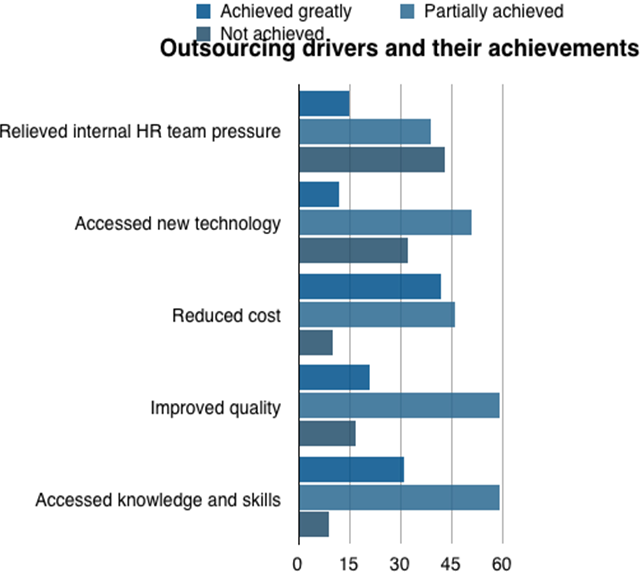 Achieved greatly Partially achieved
Not achieved
Outsourcing drivers and their achievements
Relieved internal HR team pressure
Accessed new technology
Reduced cost
Improved quality
Accessed knowledge and skills
0 15 30 45 60